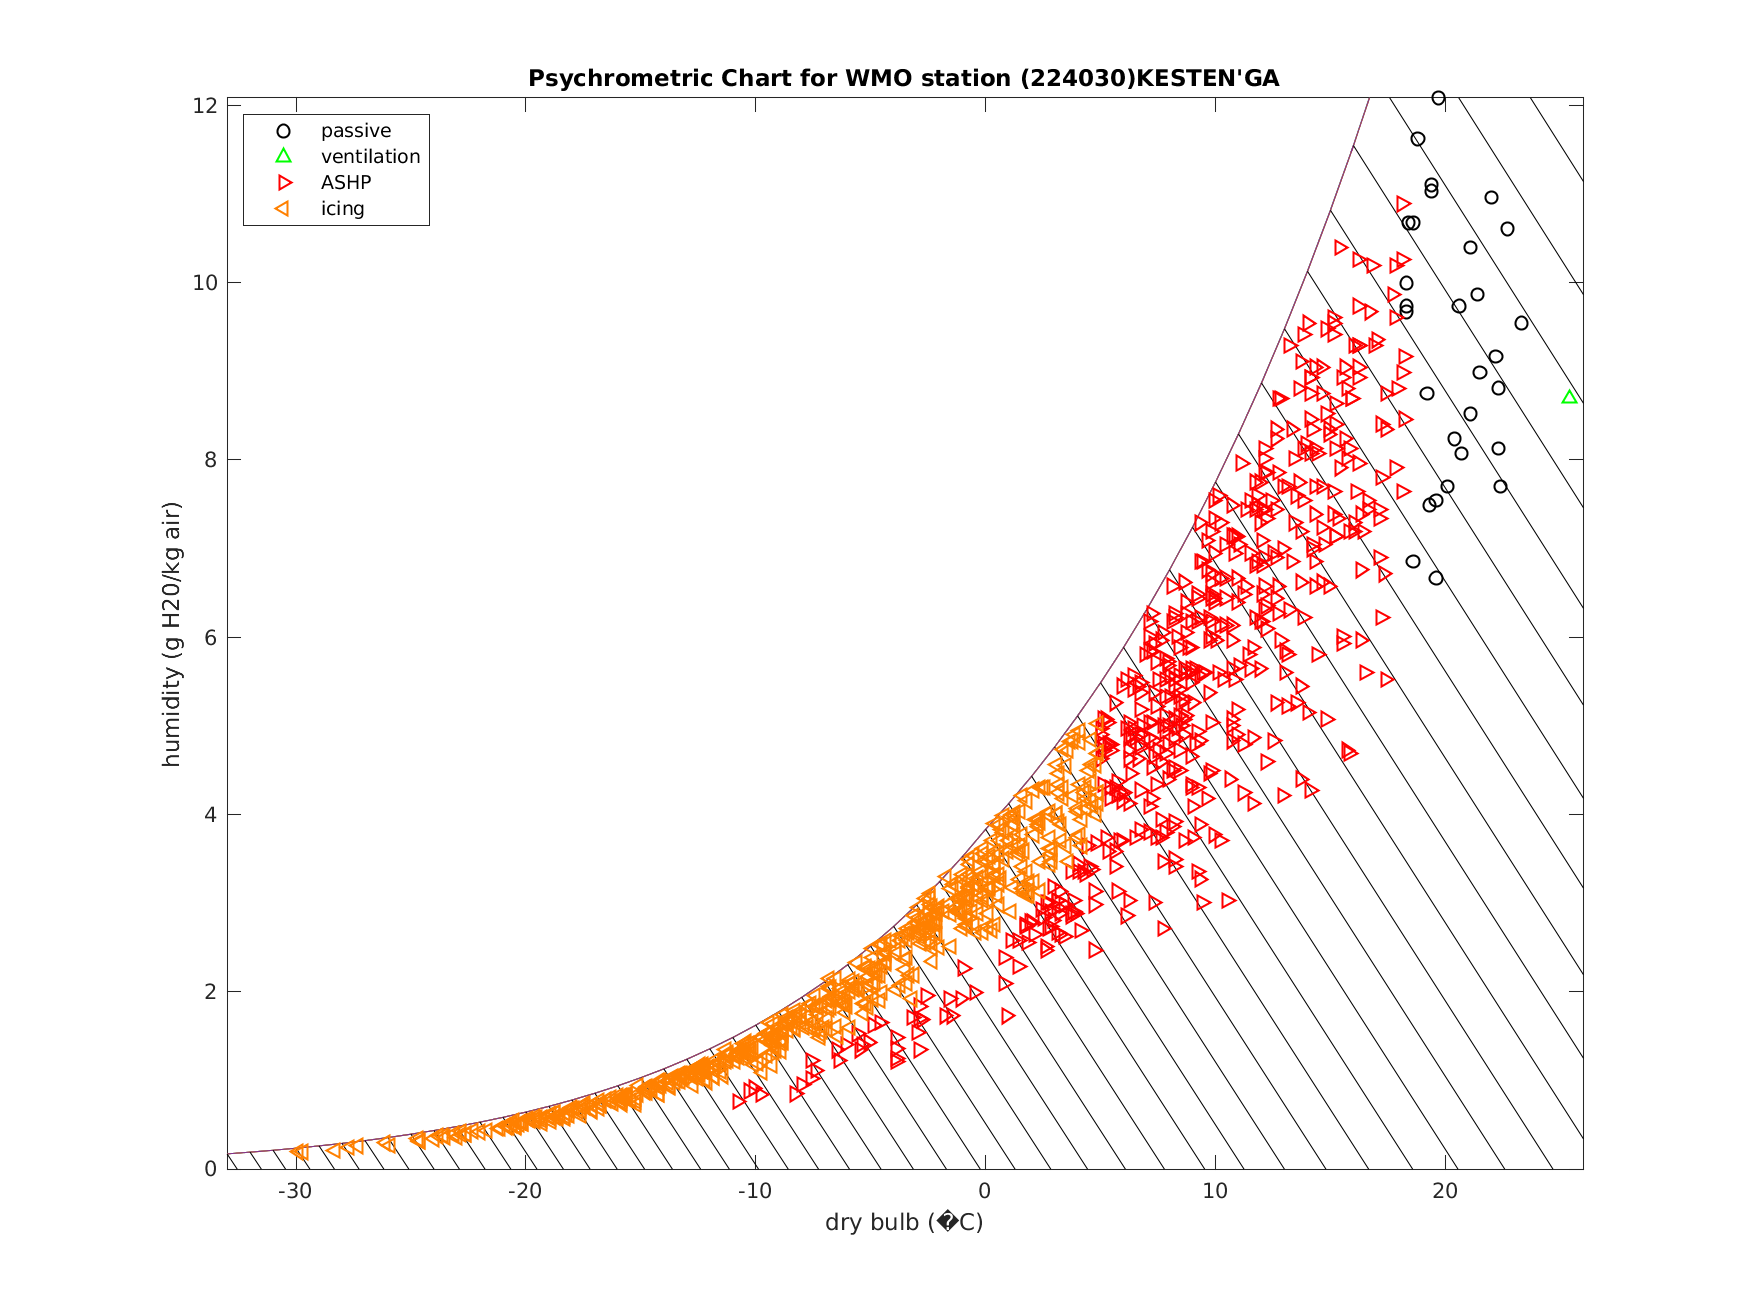 Psychrometric Chart for WMO station (224030)KESTEN'GA
passive
ventilation
ASHP
icing
12
10
8
6
4
2
0
humidity (g H20/kg air)
-30 -20 -10 0 10 20
dry bulb (�C)